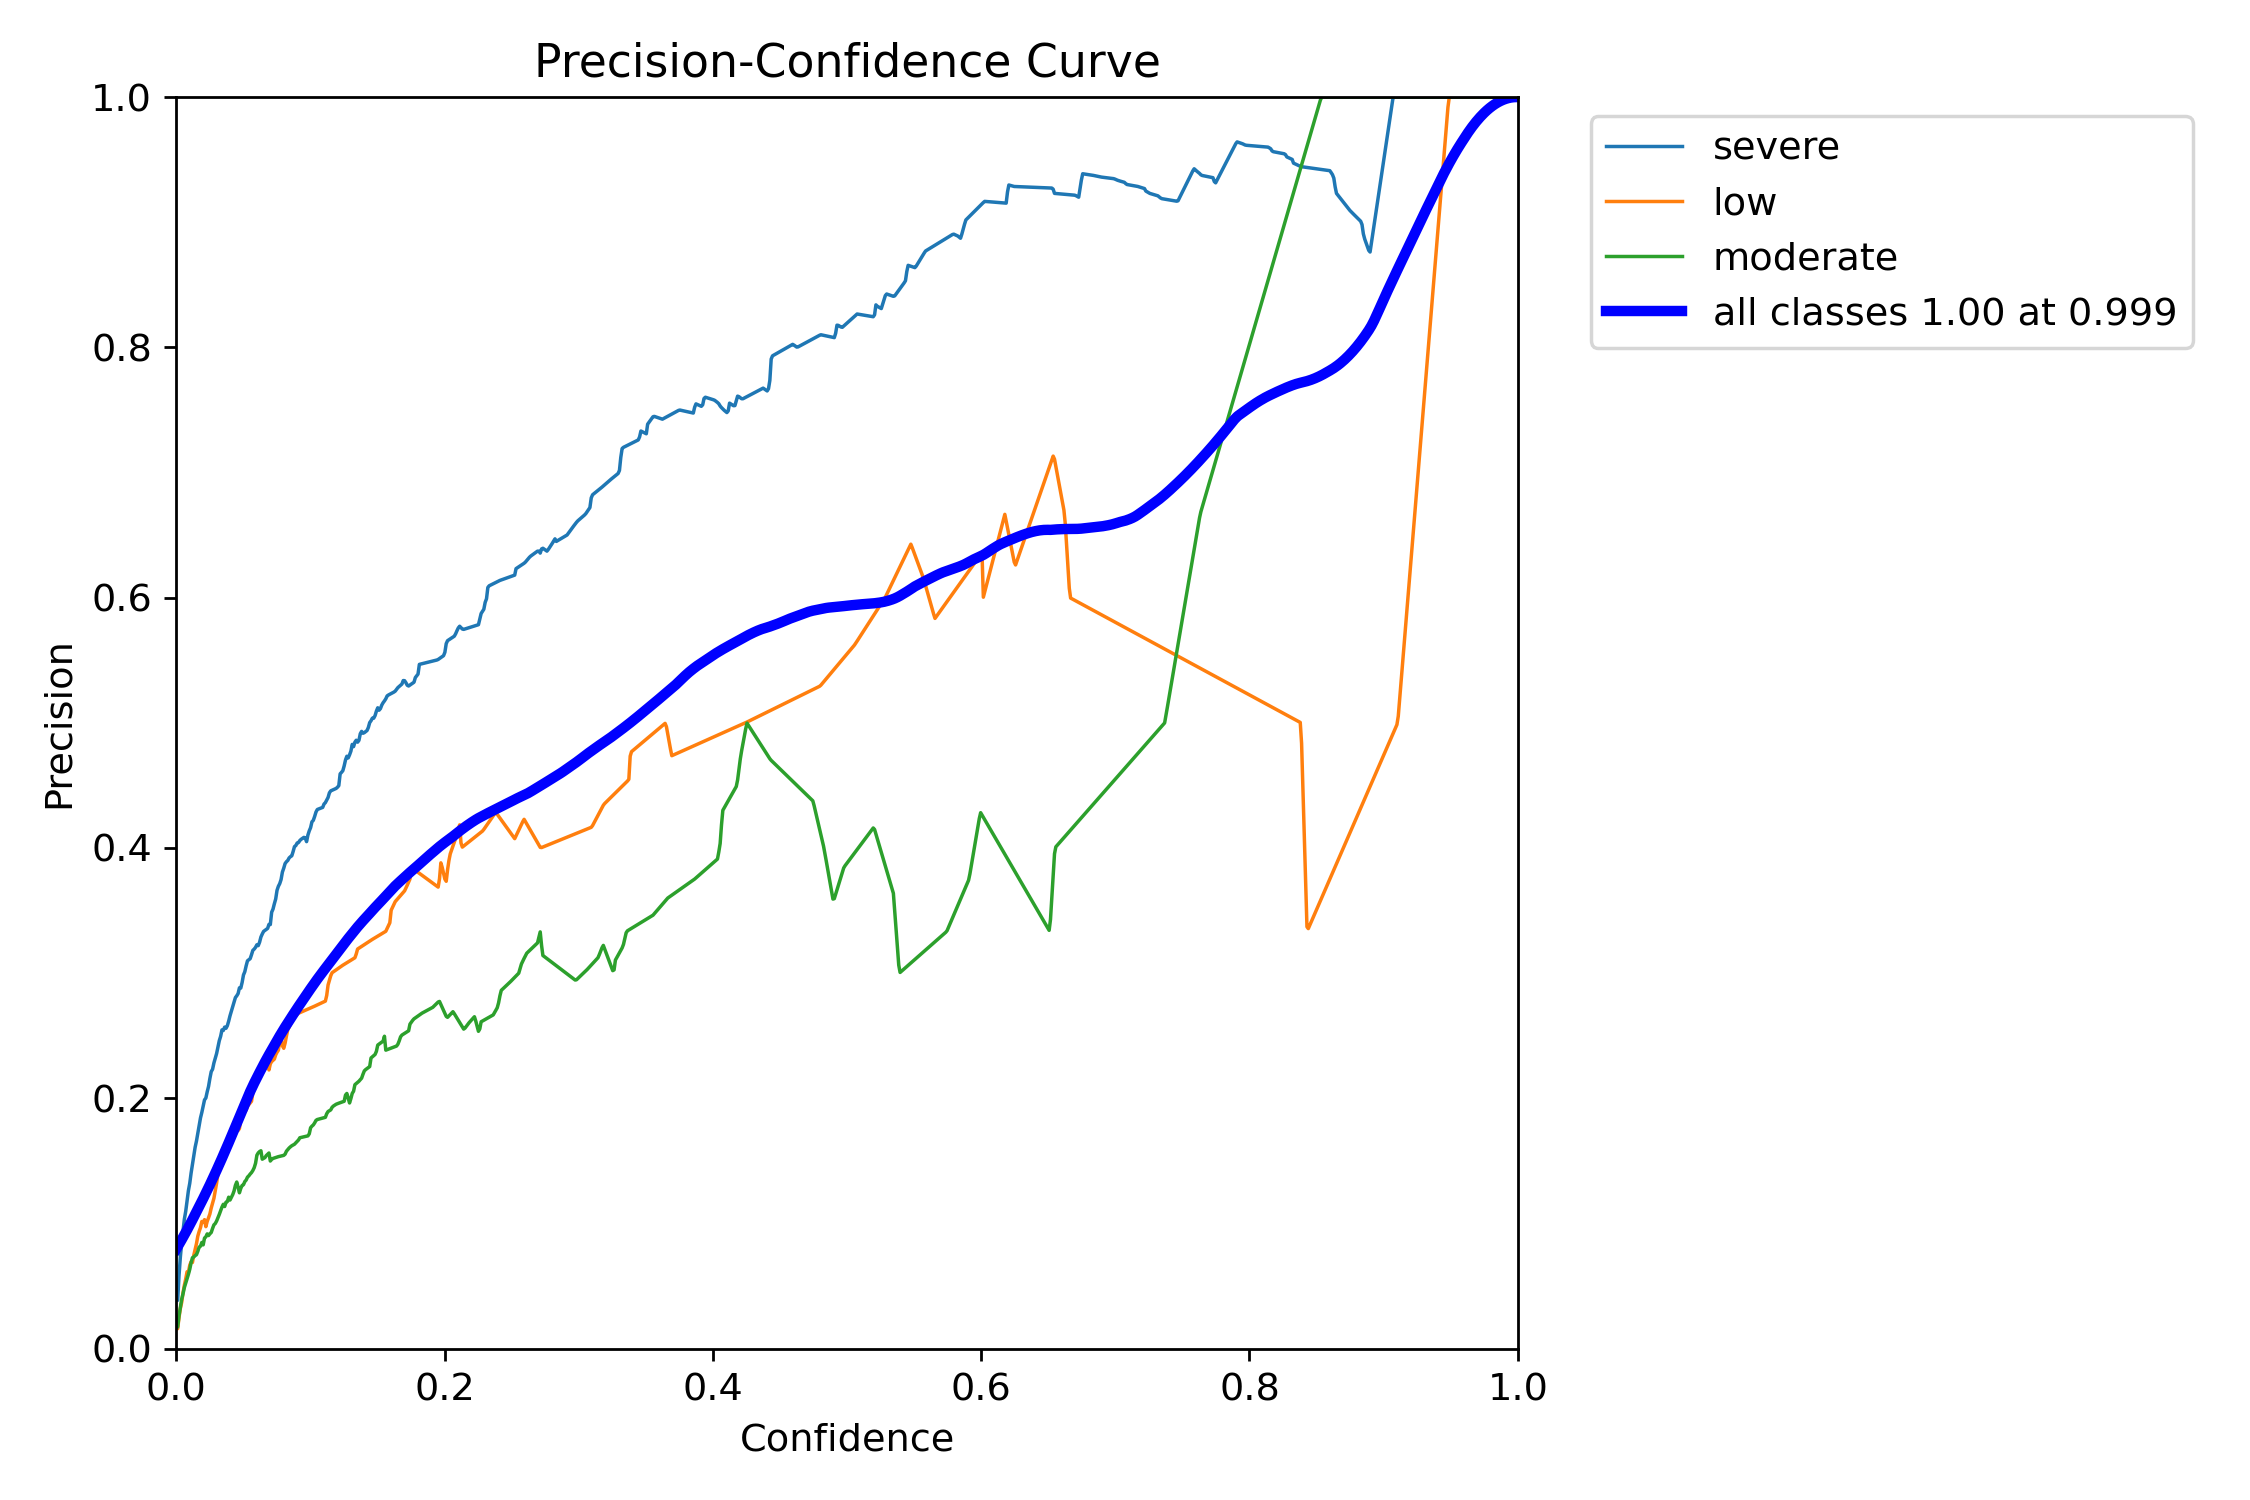 Precision-Confidence Curve
1.0
0.8
0.6
0.4
0.2
0.0
Precision
0.0 0.2 0.4 0.6 0.8 1.0
Confidence
severe
low
moderate
all classes 1.00 at 0.999